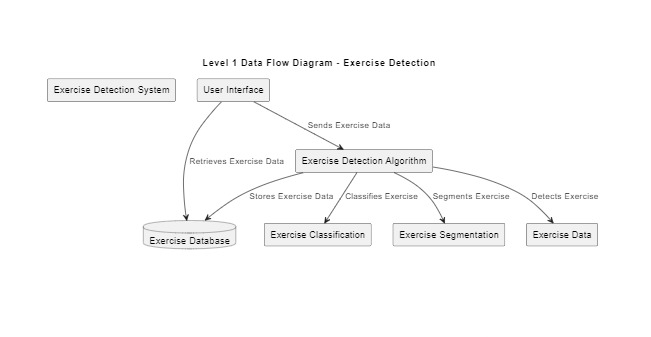 Level 1 Data Flow Diagram - Exercise Detection
Exercise Detection System
User Interface
Sends Exercise Data
Retrieves Exercise Data
Exercise Detection Algorithm
Stores Exercise Data
Classifies Exercise
Segments Exercise
Detects Exercise
Exercise Database
Exercise Classification
Exercise Segmentation
Exercise Data